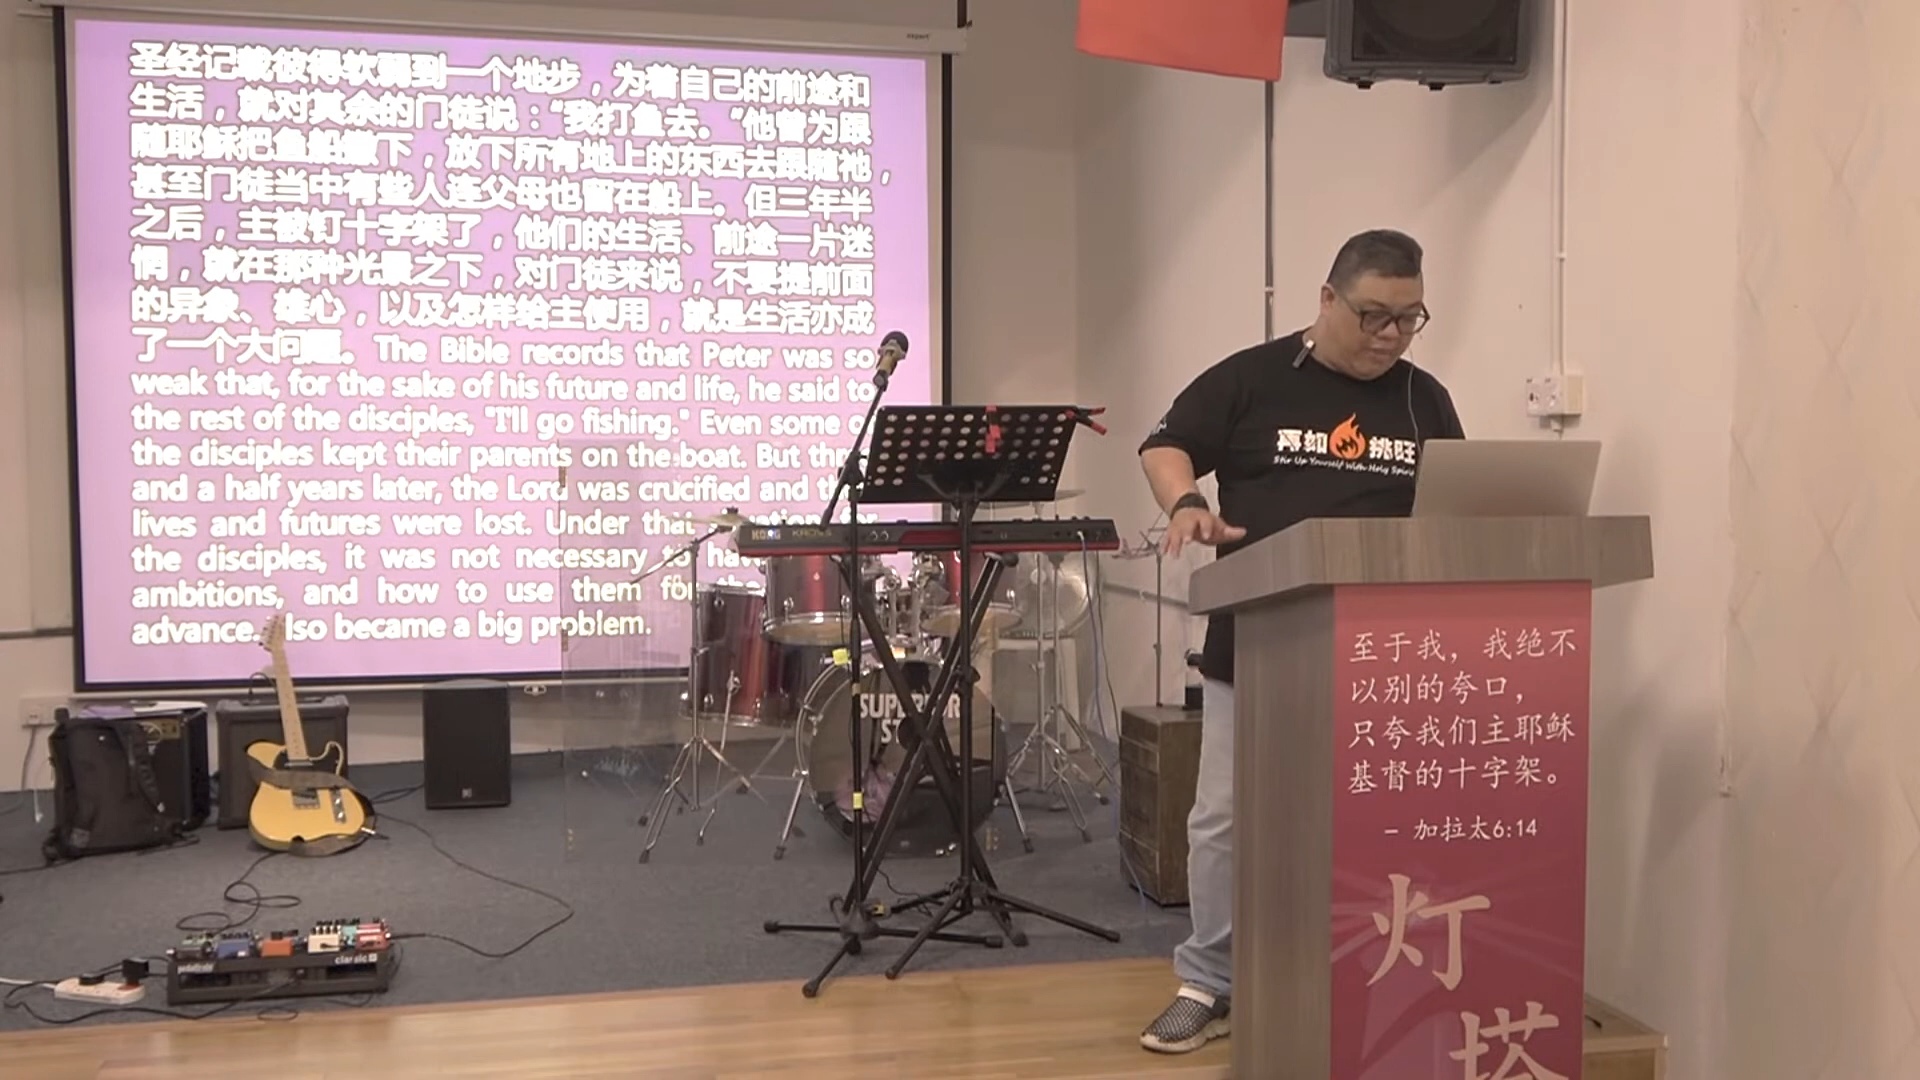 圣经记载彼得软弱到一个地步，为着自己的前途和
生活，就对其余的门徒说：“我打鱼去。”他曾为跟
随耶稣把鱼船撇下，放下所有地上的东西去跟随祂，
甚至门徒当中有些人连父母也留在船上。但三年半
之后，主被钉十字架了，他们的生活、前途一片迷
惘，就在那种光景之下，对门徒来说，不要提前面
的异象、雄心，以及怎样给主使用，就是生活亦成
了一个大问题。The Bible records that Peter was so
weak that, for the sake of his future and life, he said to
the rest of the disciples, "I'll go fishing." Even some
the disciples kept their parents on the boat. But
and a half years later, the Lord was crucified and
lives and futures were lost. Under that
the disciples, it was not necessary to
ambitions, and how to use them for
advance. became a big problem.
再如挑旺
Stir Up Yourself With Holy Spirit
KORG KROSS
SUPERIOR
ST
pedaltrain classic
至于我，我绝不
以别的夸口，
只夸我们主耶稣
基督的十字架。
– 加拉太6:14
灯
塔